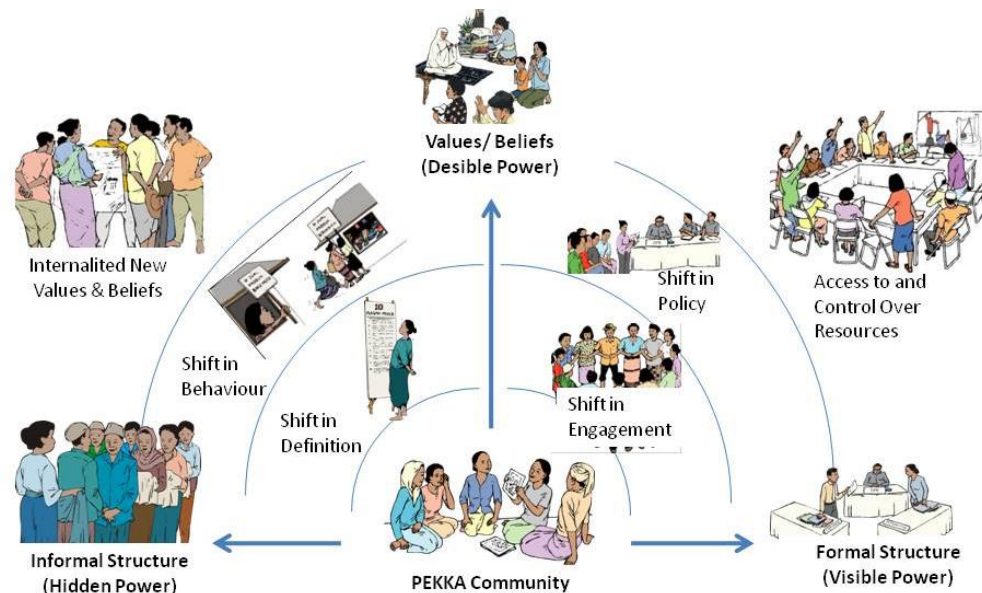 Values/ Beliefs
(Desible Power)
Internalited New
Values & Beliefs
Shift in
Policy
Access to and
Control Over
Resources
Shift in
Behaviour
Shift in
Definition
Shift in
Engagement
Informal Structure
(Hidden Power)
PEKKA Community
Formal Structure
(Visible Power)